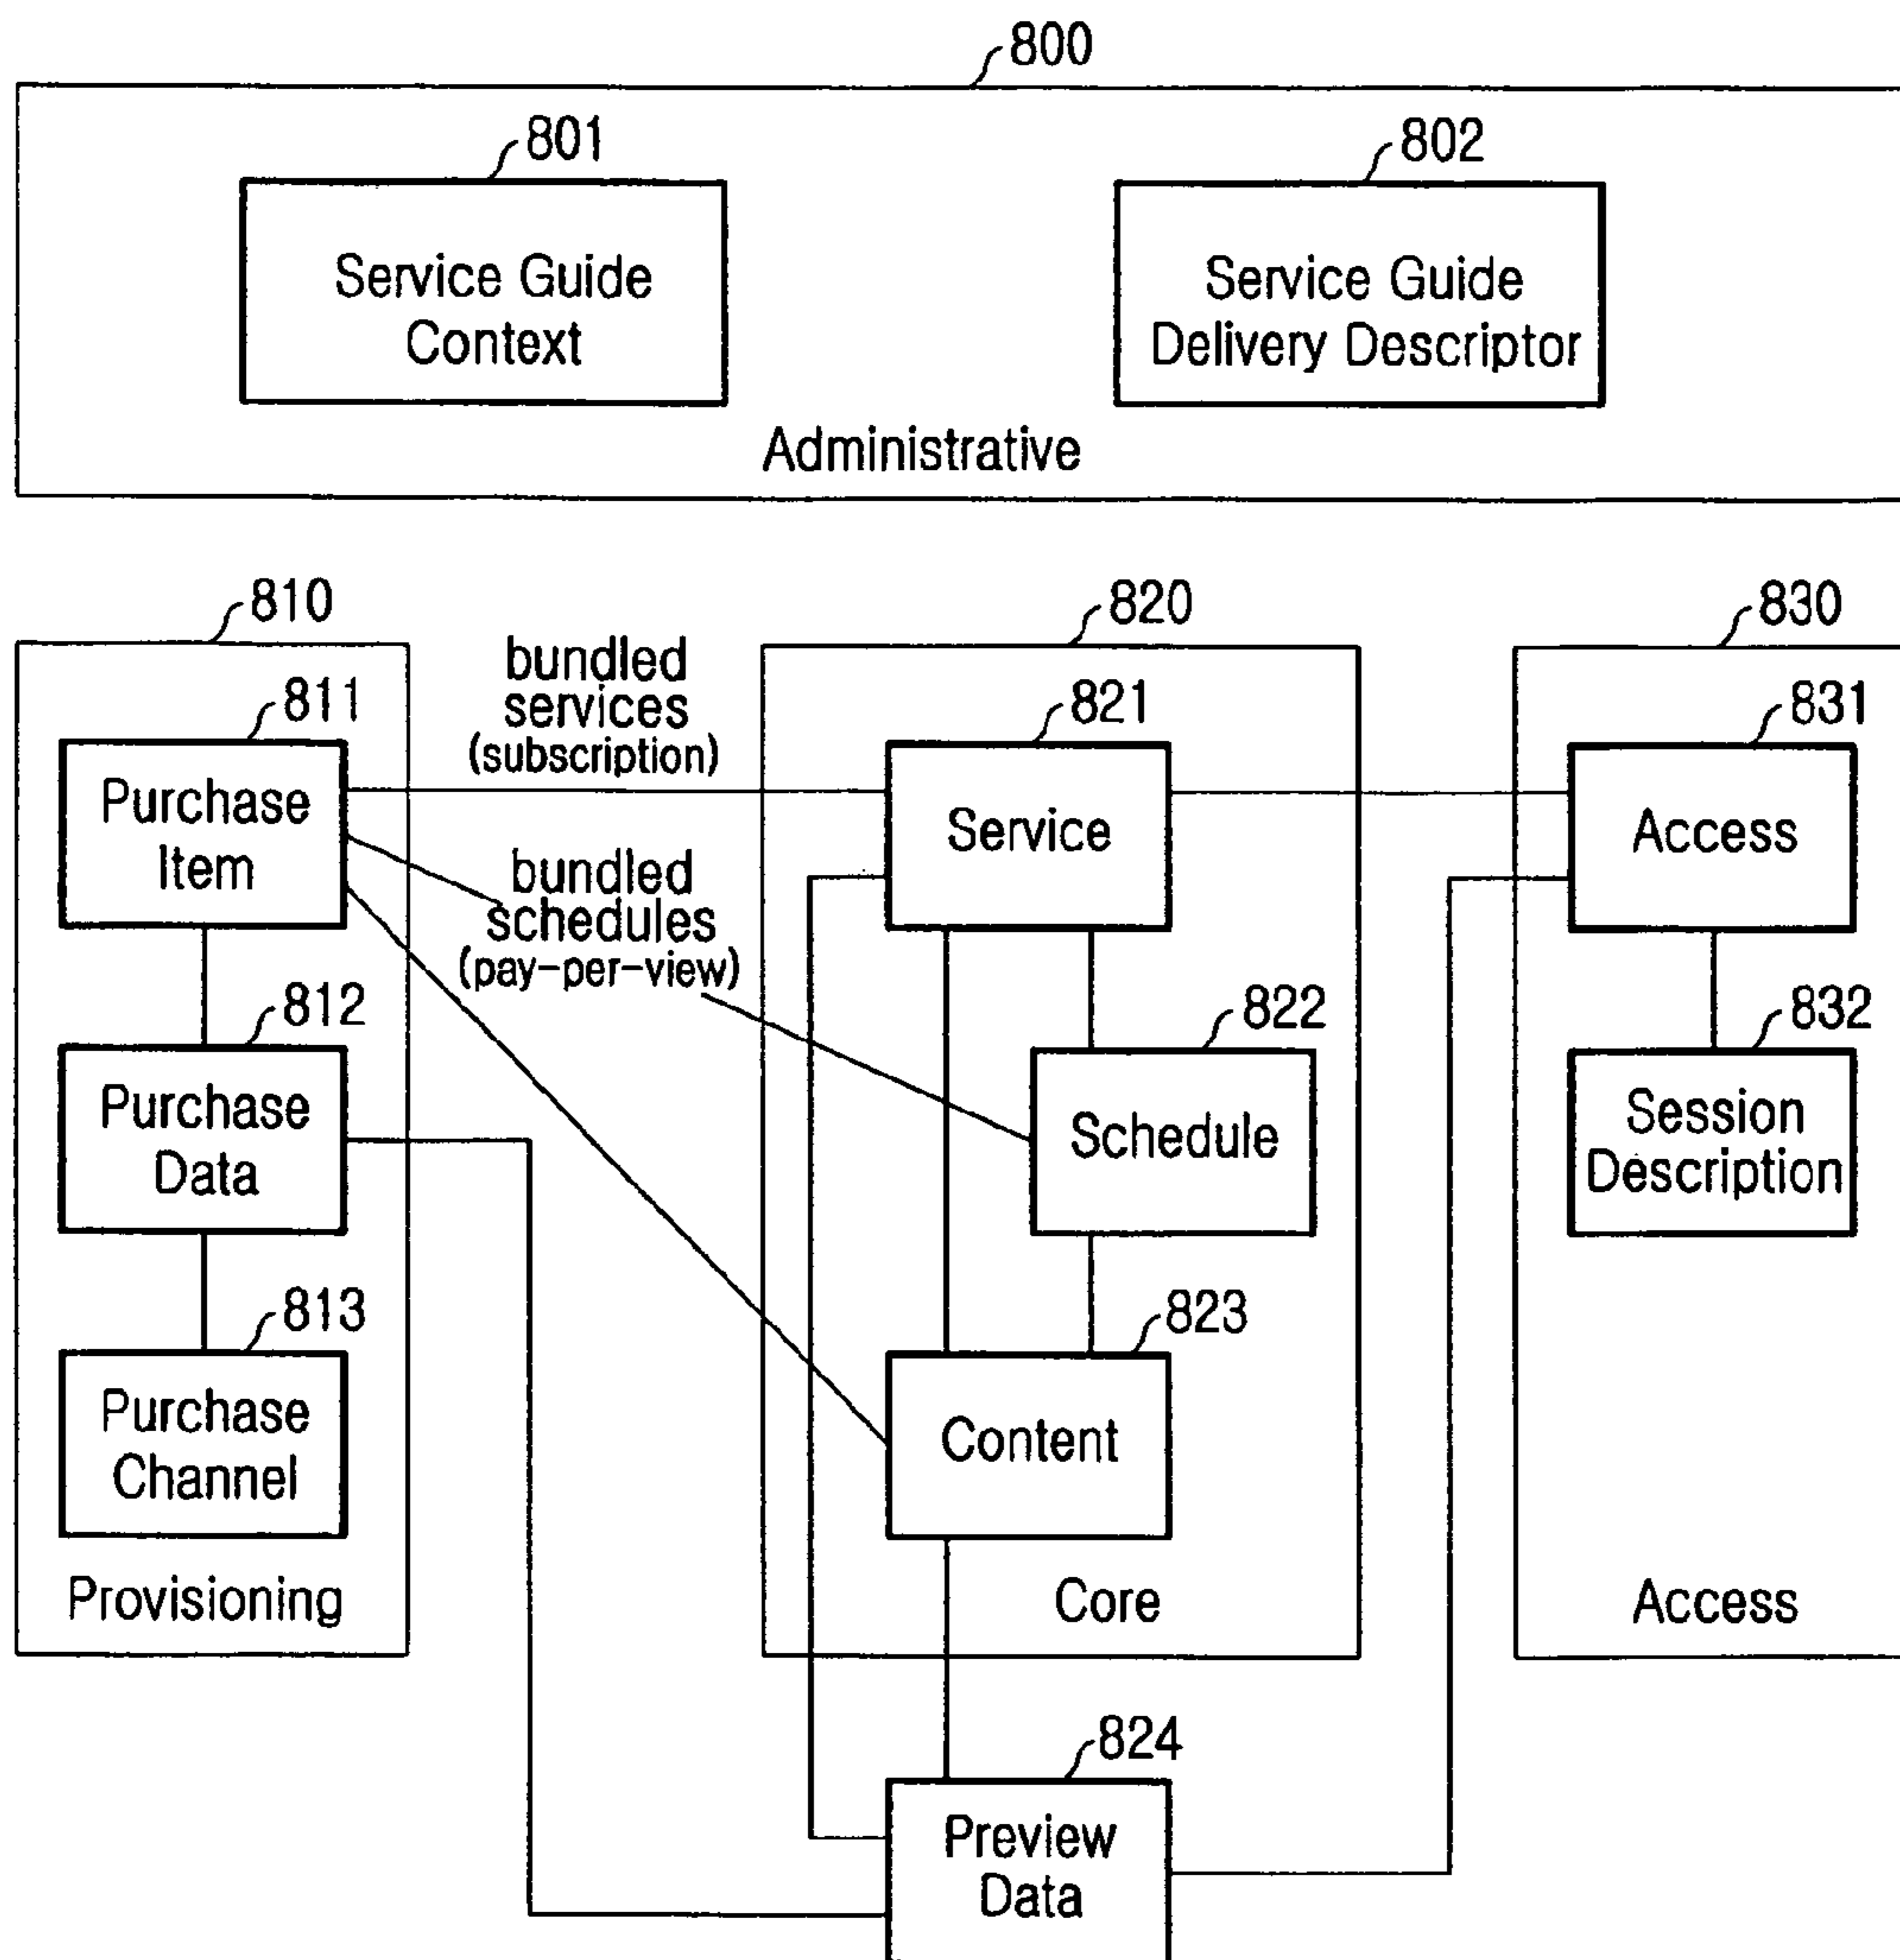 800
801
802
Service Guide
Context
Service Guide
Delivery Descriptor
Administrative
810
820
830
bundled
services
(subscription)
811
821
831
Purchase
Item
Service
Access
bundled
schedules
(pay-per-view)
812
822
832
Purchase
Data
Schedule
Session
Description
813
823
Purchase
Channel
Content
Provisioning
Core
Access
824
Preview
Data